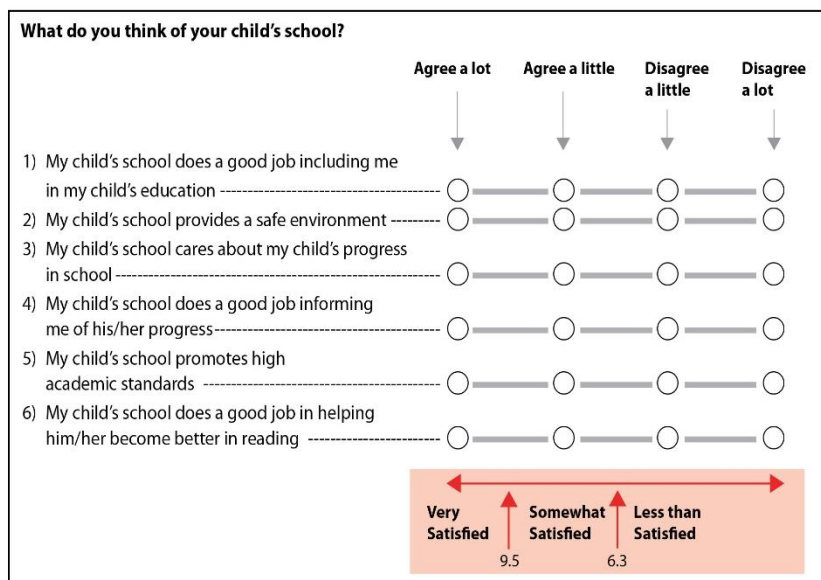 What do you think of your child's school?
Agree a lot
Agree a little
Disagree
a little
Disagree
a lot
1) My child's school does a good job including me
in my child's education
2) My child's school provides a safe environment
3) My child's school cares about my child's progress
in school
4) My child's school does a good job informing
me of his/her progress
5) My child's school promotes high
academic standards
6) My child's school does a good job in helping
him/her become better in reading
Very
Satisfied
Somewhat
Satisfied
Less than
Satisfied
9.5
6.3